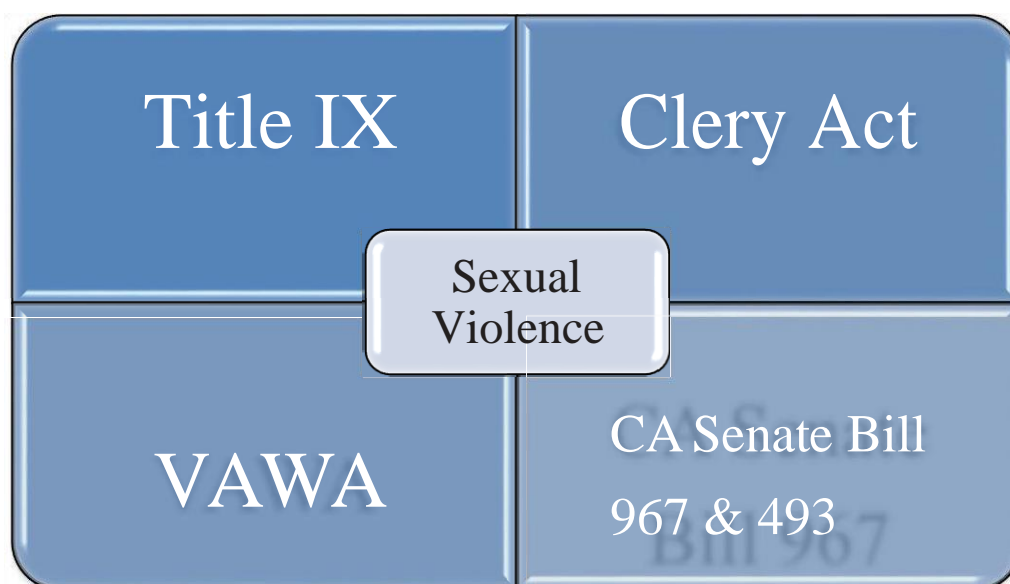 Title IX
Clery Act
Sexual
Violence
VAWA
CA Senate Bill
967 & 493